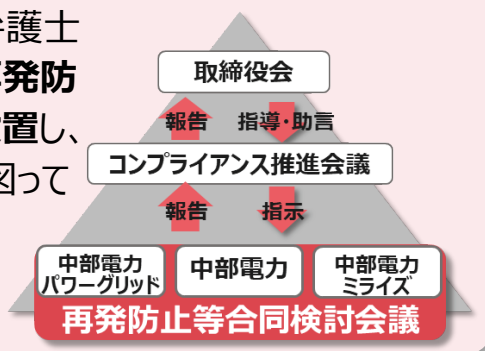 弁護士
再発防
置し、
図って
取締役会
報告 指導・助言
コンプライアンス推進会議
報告 指示
中部電力
パワーグリッド
中部電力
中部電力
ミライズ
再発防止等合同検討会議